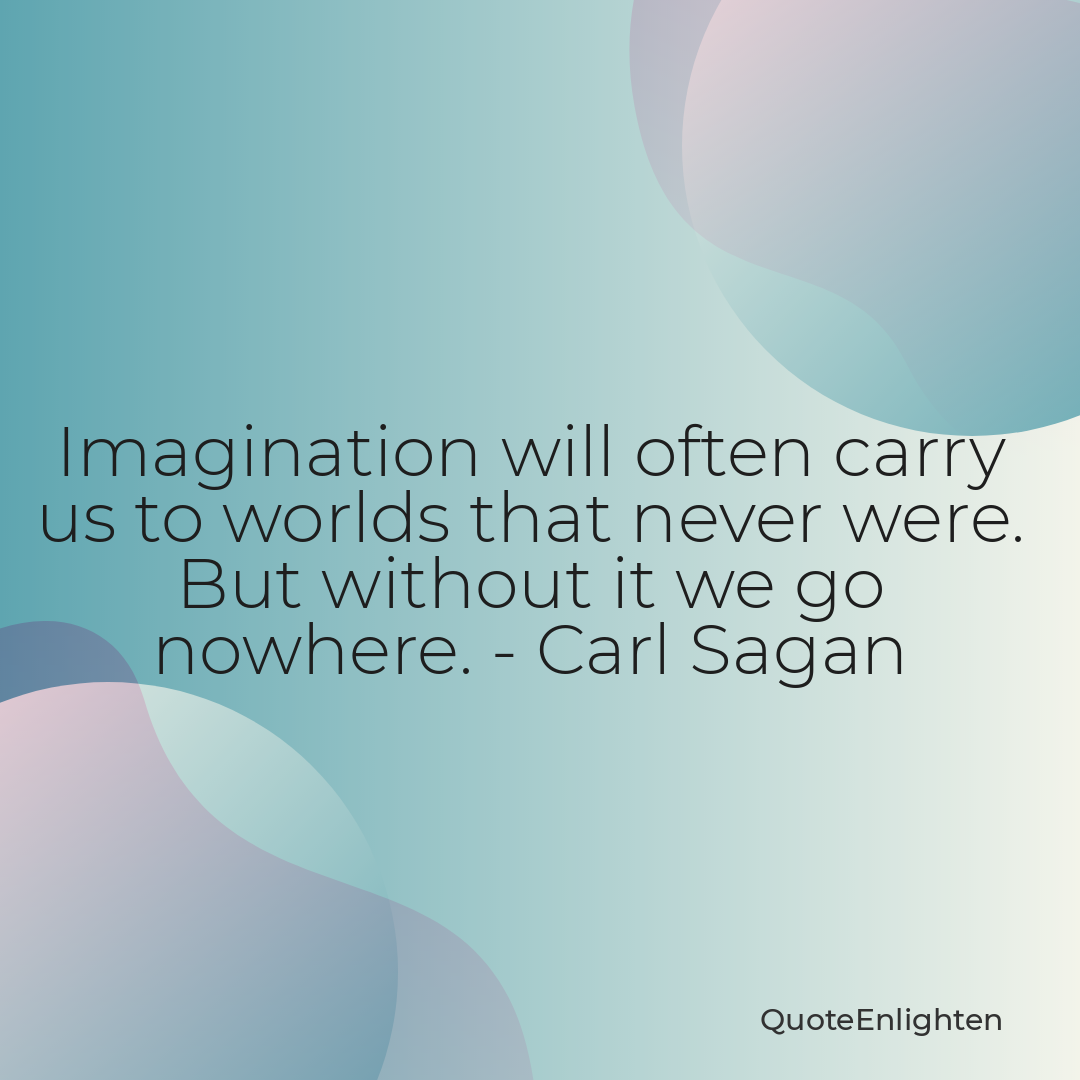 Imagination will often carry
us to worlds that never were.
But without it we go
nowhere. - Carl Sagan
QuoteEnlighten